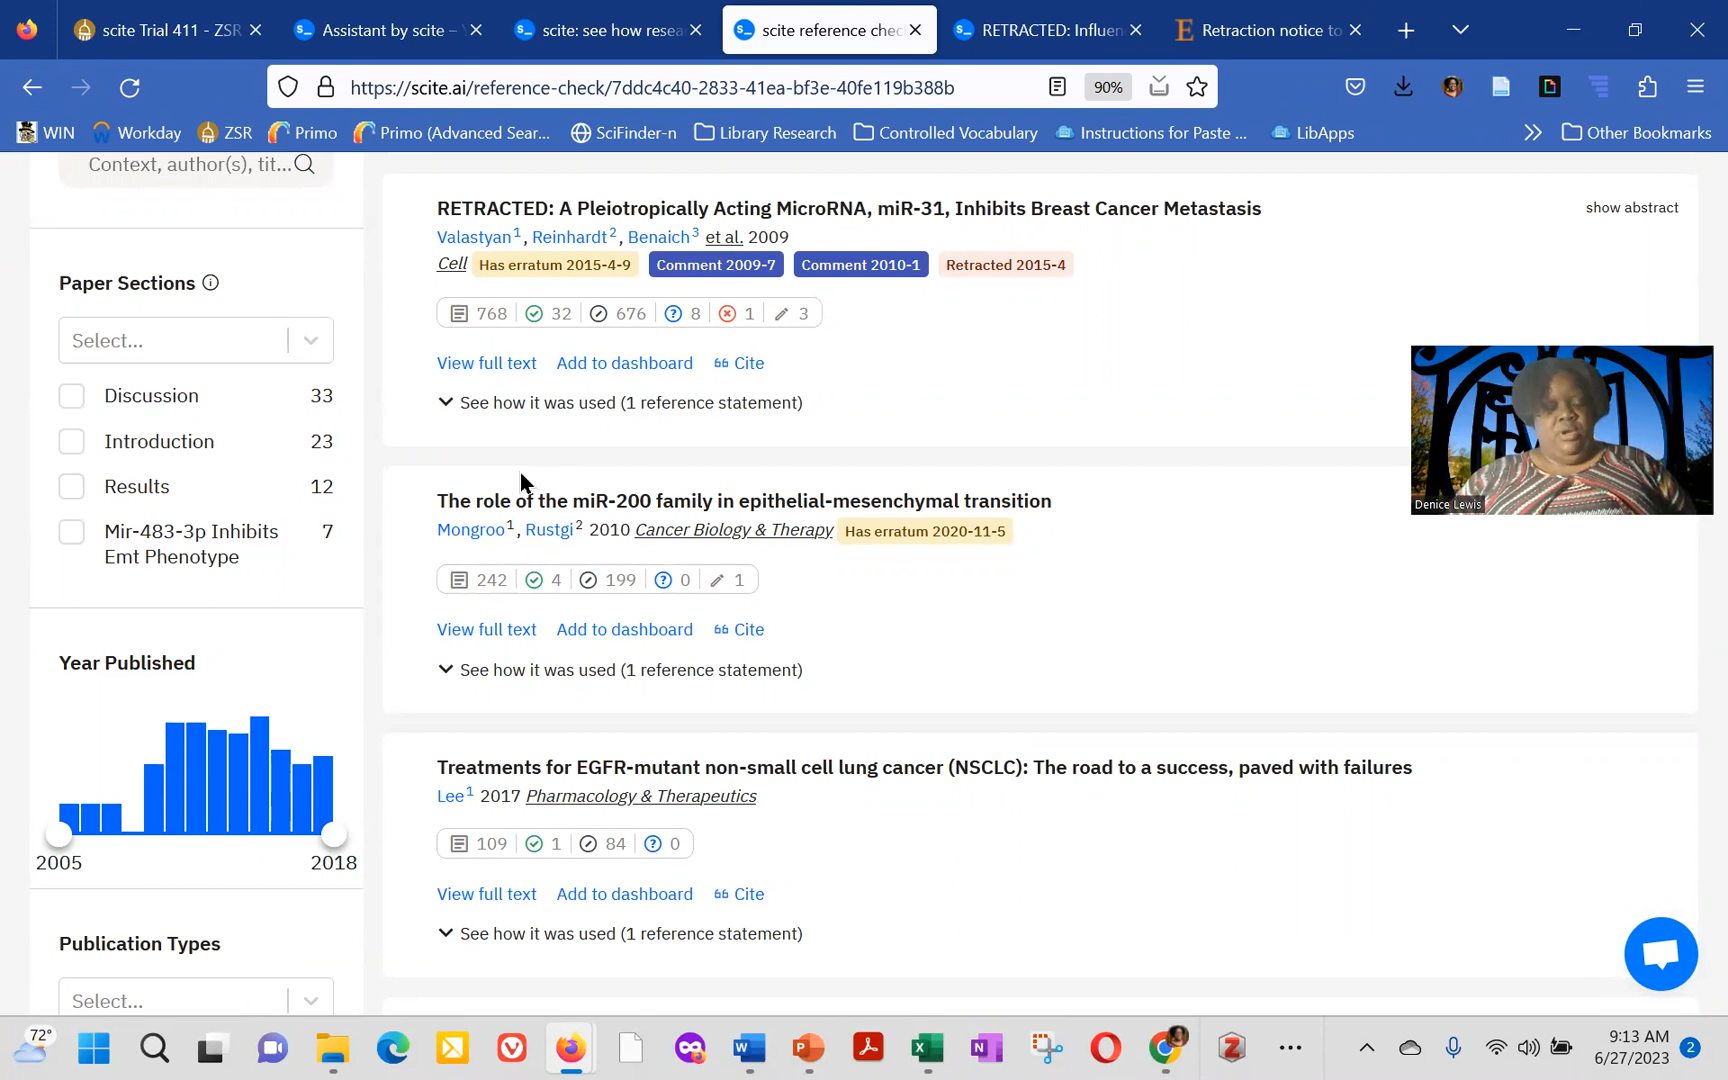 scite Trial 411 - ZSR
Assistant by scite –
scite: see how resea
scite reference chec
RETRACTED: Influen
Retraction notice to
https://scite.ai/reference-check/7ddc4c40-2833-41ea-bf3e-40fe119b388b
90%
WIN
Workday
ZSR
Primo
Primo (Advanced Sear...
SciFinder-n
Library Research
Controlled Vocabulary
Instructions for Paste ...
LibApps
Other Bookmarks
Context, author(s), tit...
Paper Sections
Select...
Discussion 33
Introduction 23
Results 12
Mir-483-3p Inhibits 7
Emt Phenotype
Year Published
2005 2018
Publication Types
Select...
RETRACTED: A Pleiotropically Acting MicroRNA, miR-31, Inhibits Breast Cancer Metastasis
show abstract
Valastyan1, Reinhardt2, Benaich3 et al. 2009
Cell Has erratum 2015-4-9 Comment 2009-7 Comment 2010-1 Retracted 2015-4
768 32 676 8 1 3
View full text Add to dashboard Cite
See how it was used (1 reference statement)
The role of the miR-200 family in epithelial-mesenchymal transition
Mongroo1, Rustgi2 2010 Cancer Biology & Therapy Has erratum 2020-11-5
242 4 199 0 1
View full text Add to dashboard Cite
See how it was used (1 reference statement)
Treatments for EGFR-mutant non-small cell lung cancer (NSCLC): The road to a success, paved with failures
Lee1 2017 Pharmacology & Therapeutics
109 1 84 0
View full text Add to dashboard Cite
See how it was used (1 reference statement)
Denice Lewis
72°
9:13 AM
6/27/2023
2